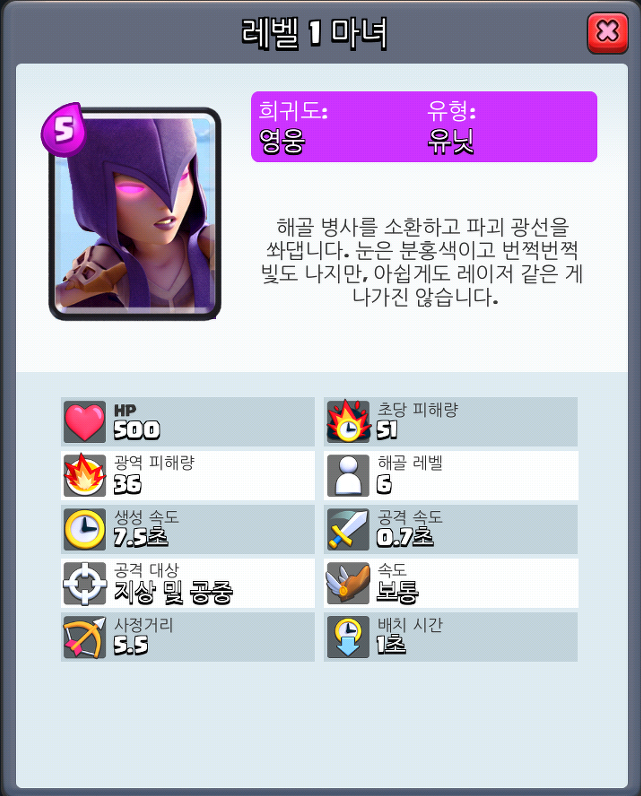 레벨 1 마녀
5
희귀도: 유형:
영웅 유닛
해골 병사를 소환하고 파괴 광선을
쏴댑니다. 눈은 분홍색이고 번쩍번쩍
빛도 나지만, 아쉽게도 레이저 같은 게
나가진 않습니다.
HP
500
초당 피해량
51
광역 피해량
36
해골 레벨
6
생성 속도
7.5초
공격 속도
0.7초
공격 대상
지상 및 공중
속도
보통
사정거리
5.5
배치 시간
1초